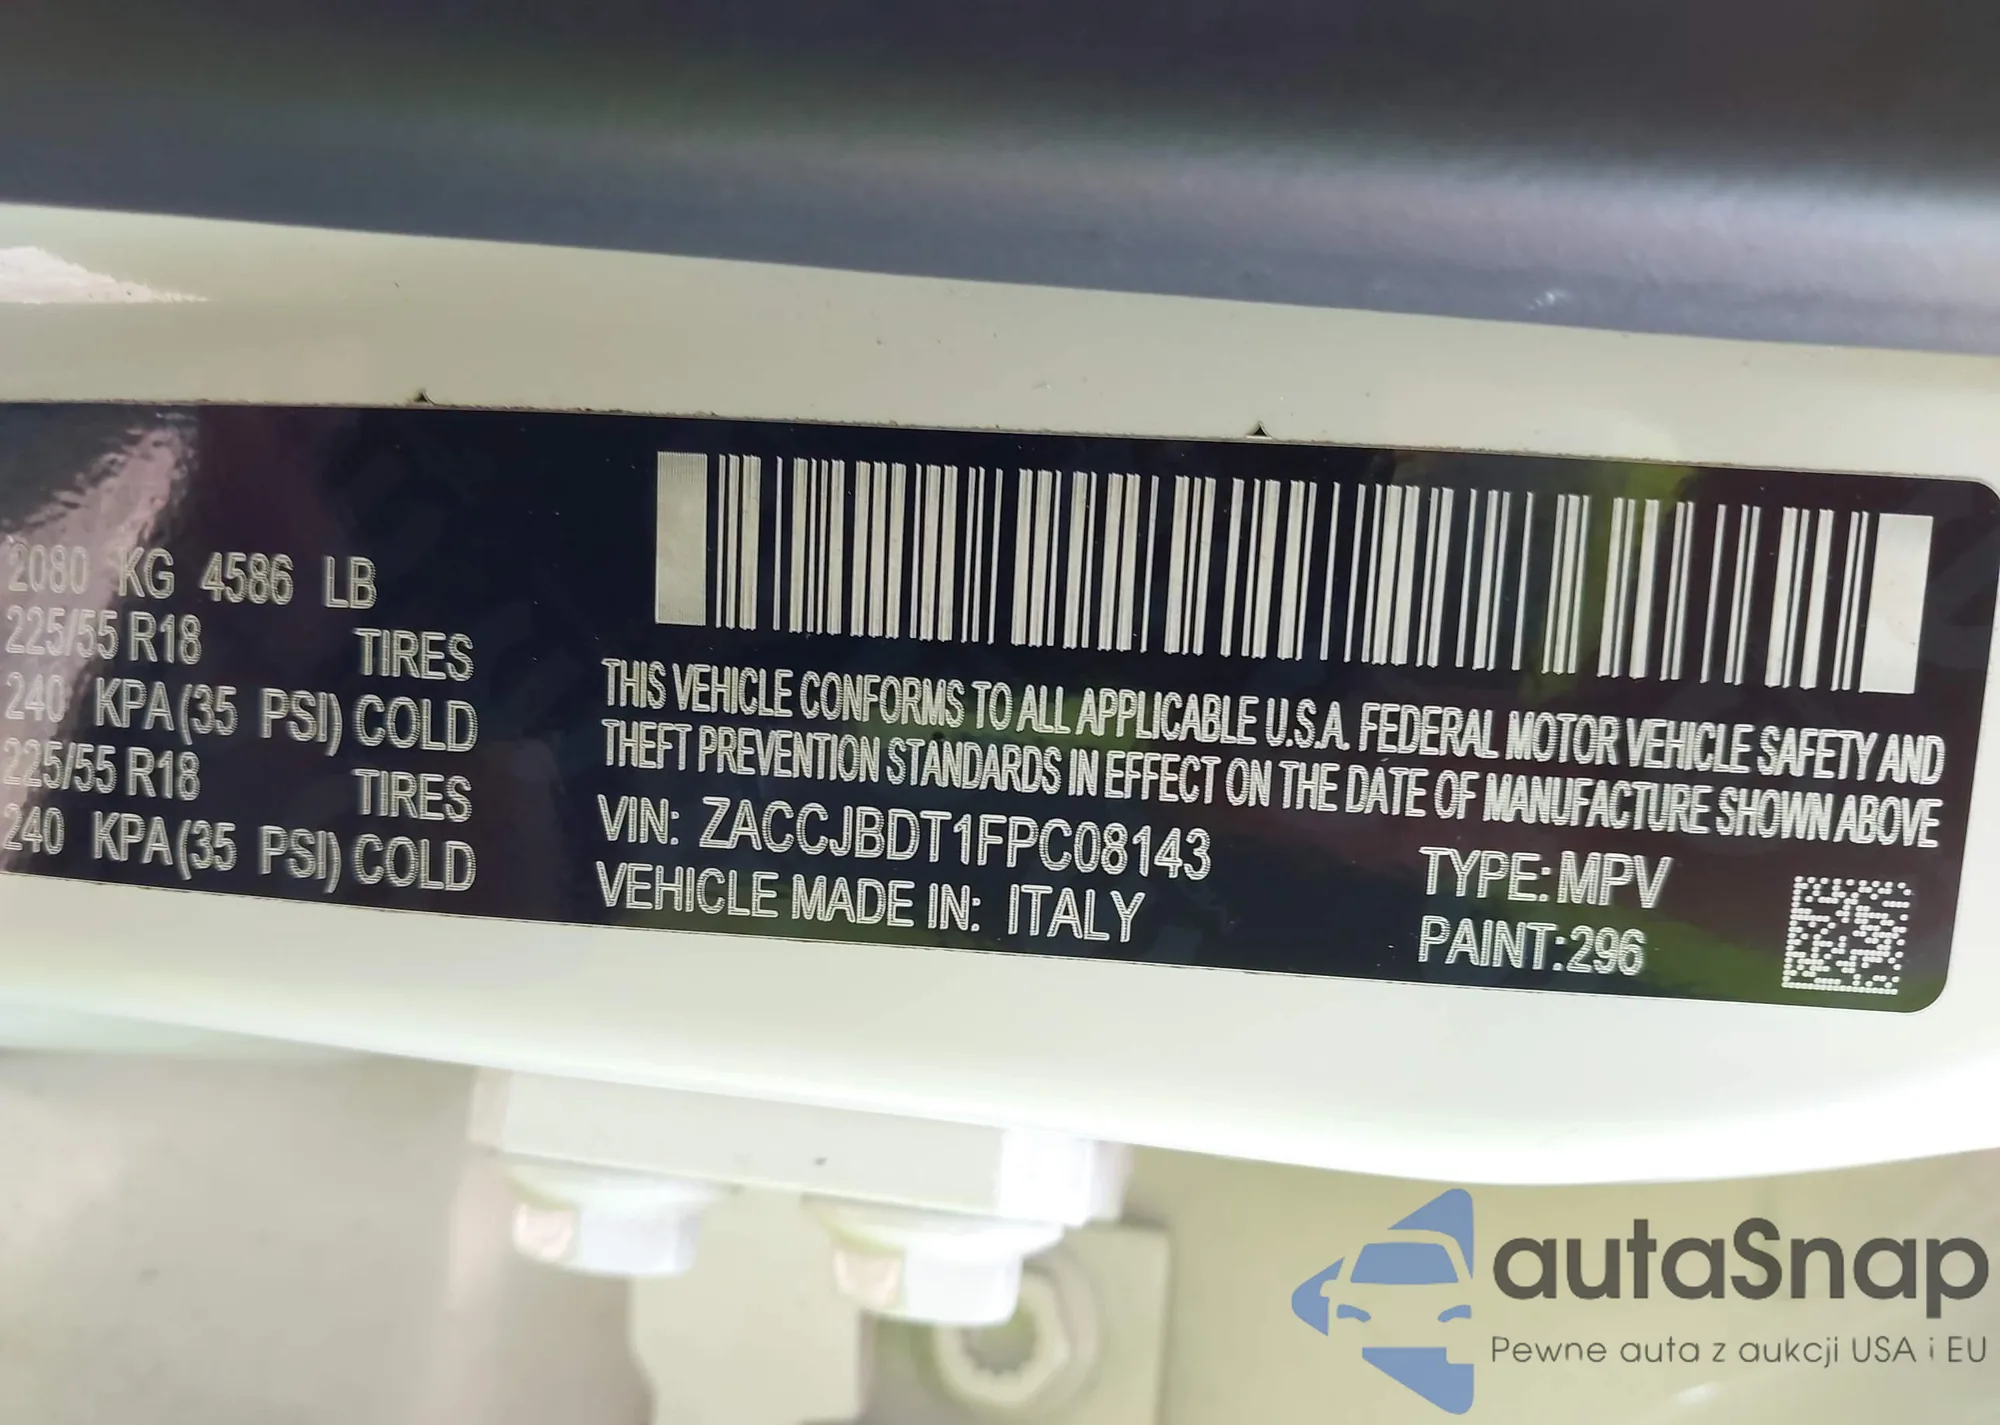 2080 KG 4586 LB
225/55 R18 TIRES
240 KPA(35 PSI) COLD
225/55 R18 TIRES
240 KPA(35 PSI) COLD
THIS VEHICLE CONFORMS TO ALL APPLICABLE U.S.A. FEDERAL MOTOR VEHICLE SAFETY AND
THEFT PREVENTION STANDARDS IN EFFECT ON THE DATE OF MANUFACTURE SHOWN ABOVE
VIN: ZACCJBDT1FPC08143
VEHICLE MADE IN: ITALY
TYPE: MPV
PAINT:296
autaSnap
Pewne auta z aukcji USA i EU